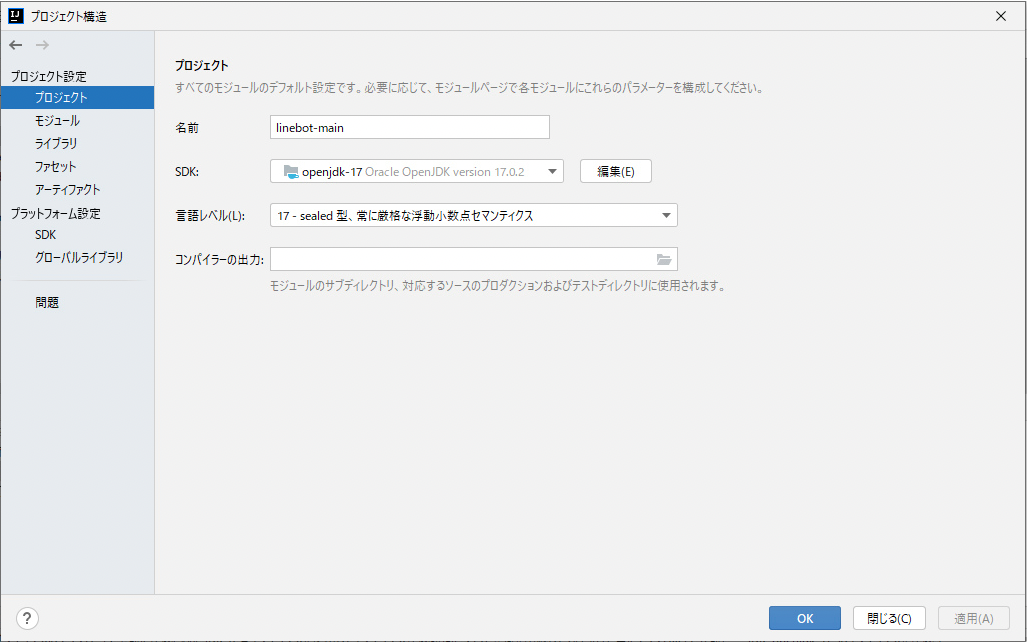 プロジェクト構造
プロジェクト設定
プロジェクト
モジュール
ライブラリ
ファセット
アーティファクト
プラットフォーム設定
SDK
グローバルライブラリ
問題
プロジェクト
すべてのモジュールのデフォルト設定です。必要に応じて、モジュールページで各モジュールにこれらのパラメーターを構成してください。
名前 linebot-main
SDK: openjdk-17 Oracle OpenJDK version 17.0.2 編集(E)
言語レベル(L): 17 - sealed 型、常に厳格な浮動小数点セマンティクス
コンパイラーの出力:
モジュールのサブディレクトリ、対応するソースのプロダクションおよびテストディレクトリに使用されます。
? OK 閉じる(C) 適用(A)